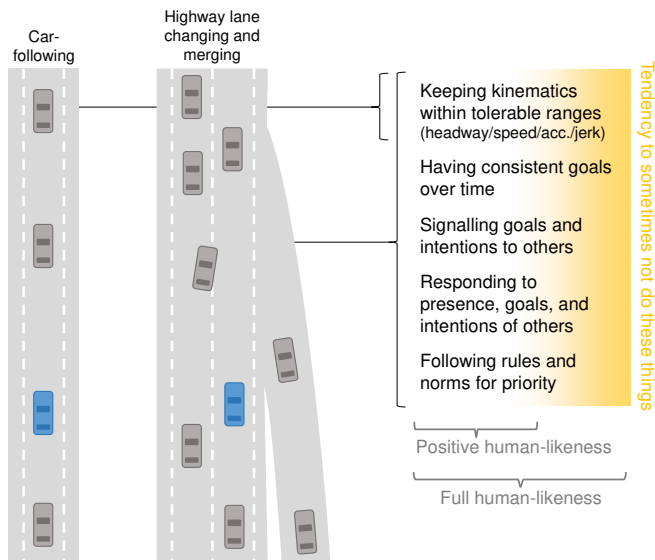 Car-
following
Highway lane
changing and
merging
Keeping kinematics
within tolerable ranges
(headway/speed/acc./jerk)
Having consistent goals
over time
Signalling goals and
intentions to others
Responding to
presence, goals, and
intentions of others
Following rules and
norms for priority
Tendency to sometimes not do these things
Positive human-likeness
Full human-likeness